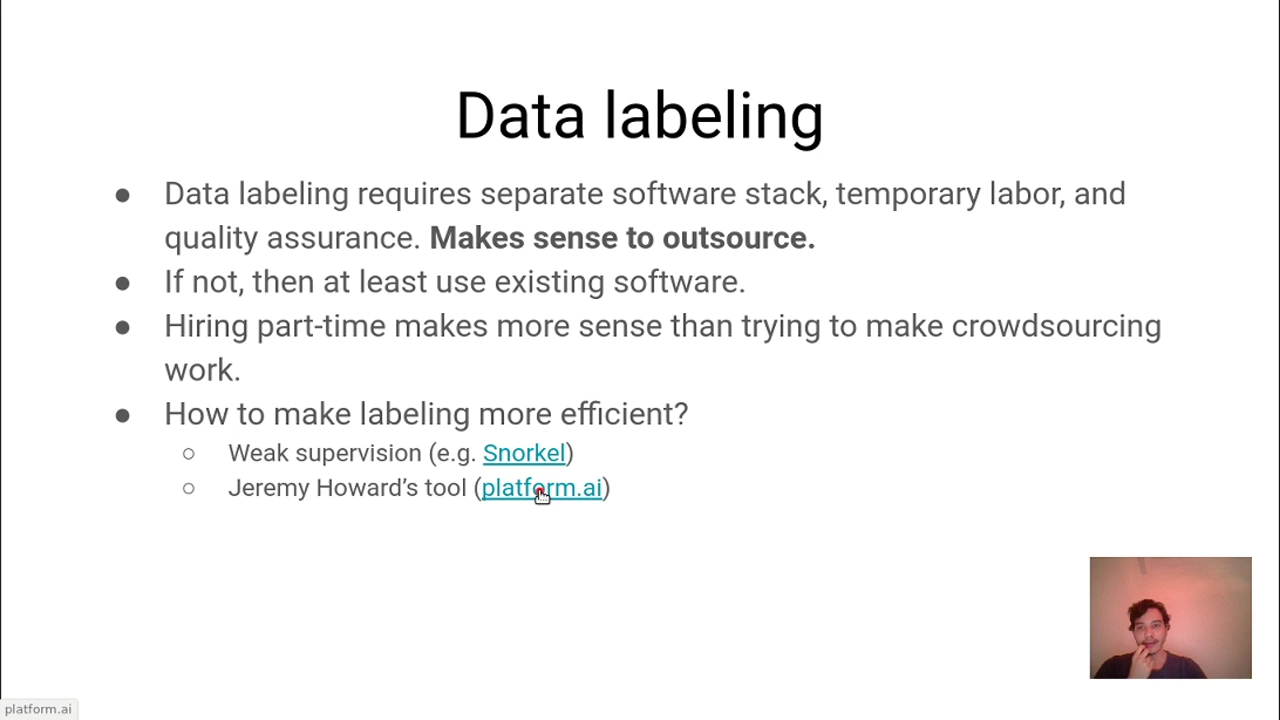 Data labeling
● Data labeling requires separate software stack, temporary labor, and
quality assurance. Makes sense to outsource.
● If not, then at least use existing software.
● Hiring part-time makes more sense than trying to make crowdsourcing
work.
● How to make labeling more efficient?
○ Weak supervision (e.g. Snorkel)
○ Jeremy Howard’s tool (platform.ai)
platform.ai